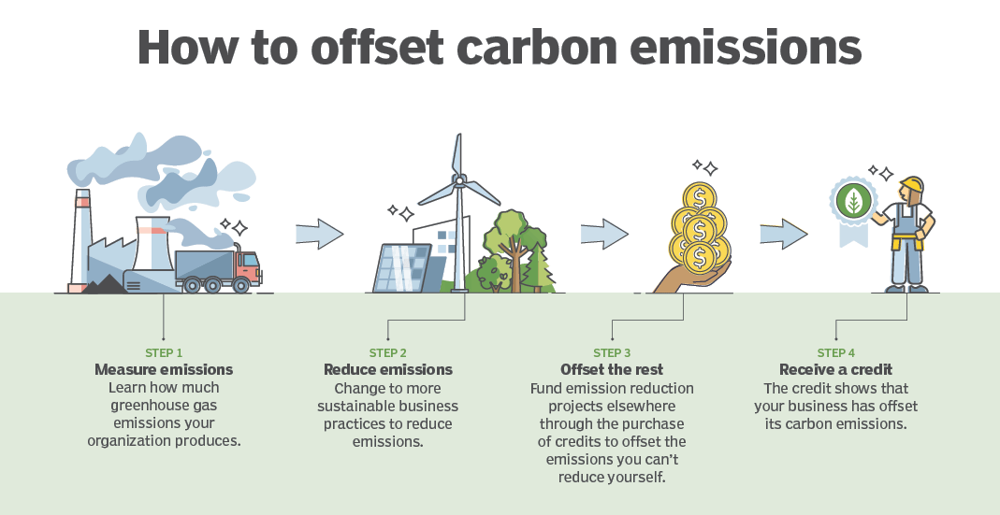 How to offset carbon emissions
STEP 1
Measure emissions
Learn how much
greenhouse gas
emissions your
organization produces.
STEP 2
Reduce emissions
Change to more
sustainable business
practices to reduce
emissions.
STEP 3
Offset the rest
Fund emission reduction
projects elsewhere
through the purchase
of credits to offset the
emissions you can't
reduce yourself.
STEP 4
Receive a credit
The credit shows that
your business has offset
its carbon emissions.
$
$
$